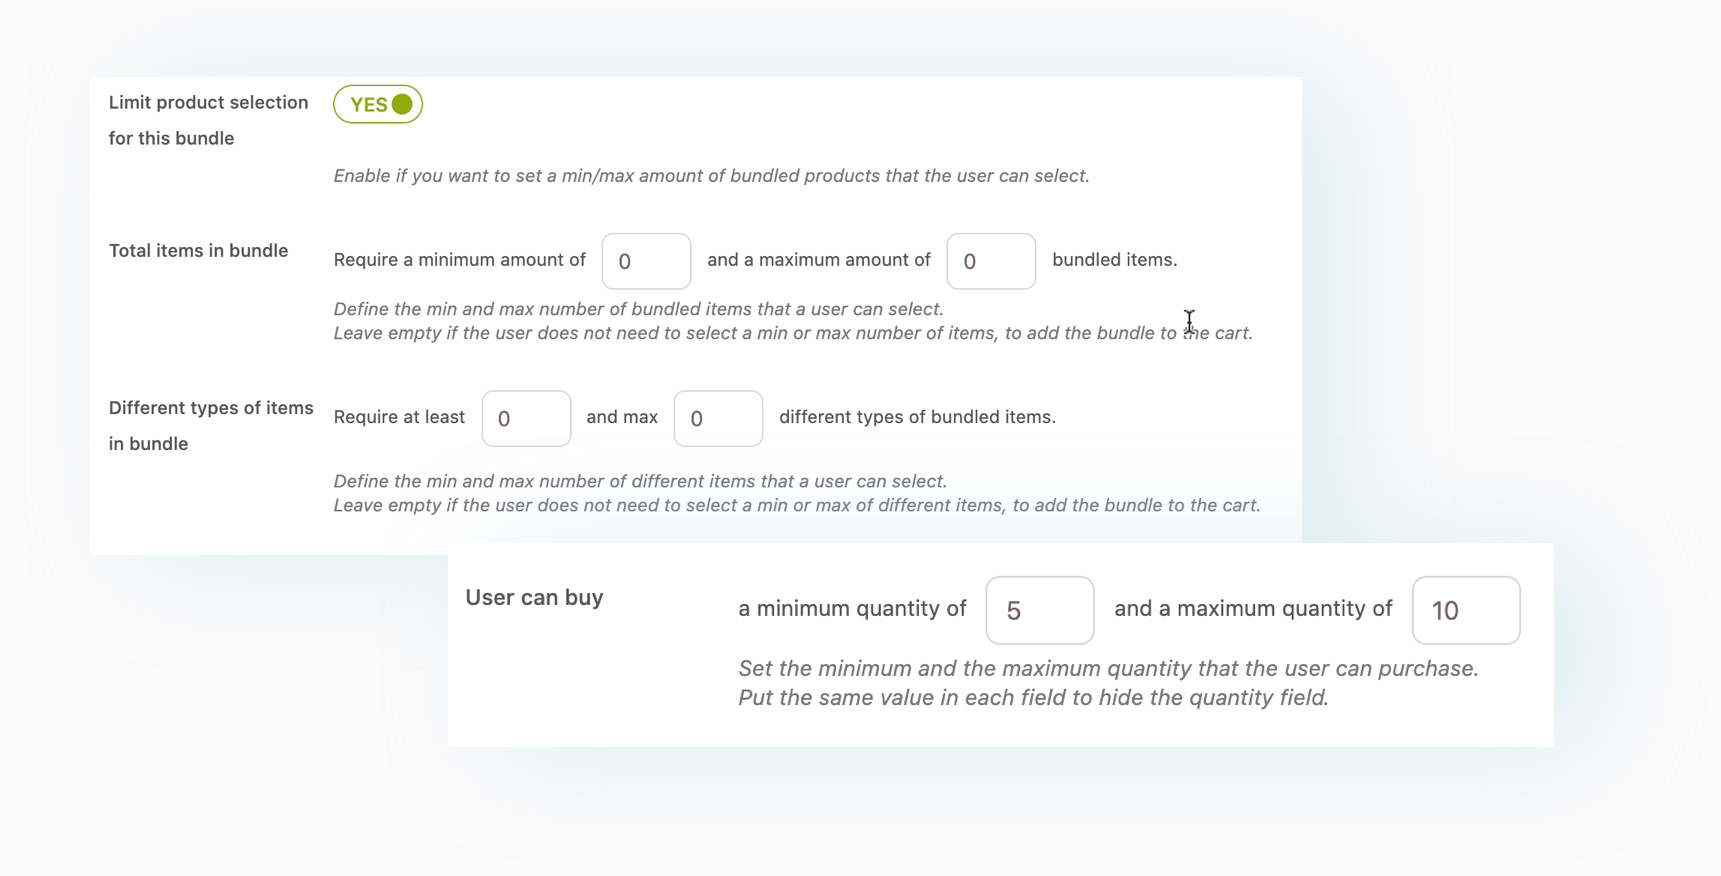 Limit product selection
for this bundle
YES
Enable if you want to set a min/max amount of bundled products that the user can select.
Total items in bundle
Require a minimum amount of 0 and a maximum amount of 0 bundled items.
Define the min and max number of bundled items that a user can select.
Leave empty if the user does not need to select a min or max number of items, to add the bundle to the cart.
Different types of items
in bundle
Require at least 0 and max 0 different types of bundled items.
Define the min and max number of different items that a user can select.
Leave empty if the user does not need to select a min or max of different items, to add the bundle to the cart.
User can buy
a minimum quantity of 5 and a maximum quantity of 10
Set the minimum and the maximum quantity that the user can purchase.
Put the same value in each field to hide the quantity field.